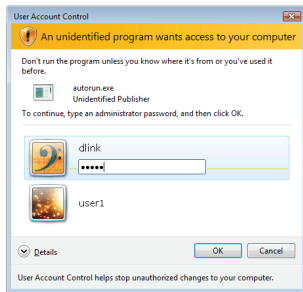 User Account Control
An unidentified program wants access to your computer
Don't run the program unless you know where it's from or you've used it
before.
autorun.exe
Unidentified Publisher
To continue, type an administrator password, and then click OK.
dlink
•••••
user1
Details
OK Cancel
User Account Control helps stop unauthorized changes to your computer.